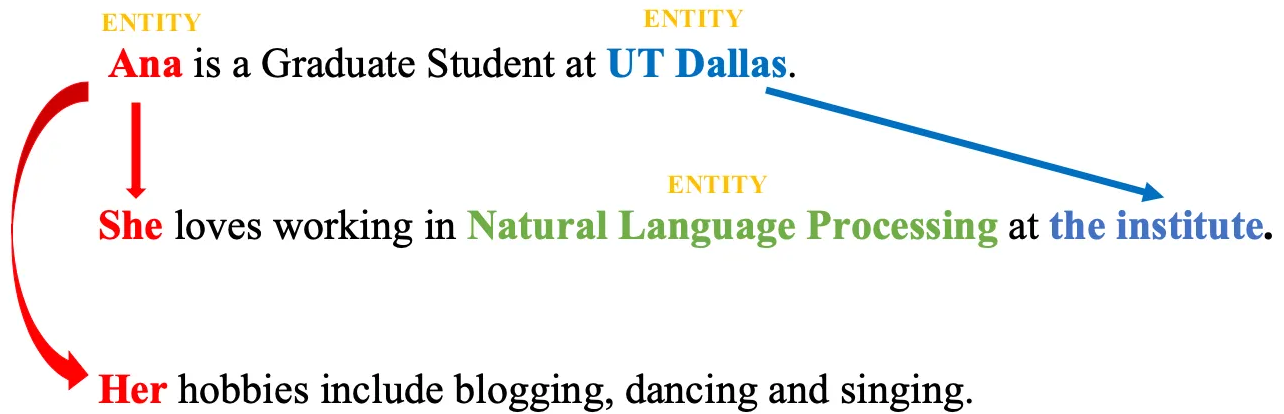 ENTITY ENTITY
Ana is a Graduate Student at UT Dallas.
ENTITY
She loves working in Natural Language Processing at the institute.
Her hobbies include blogging, dancing and singing.